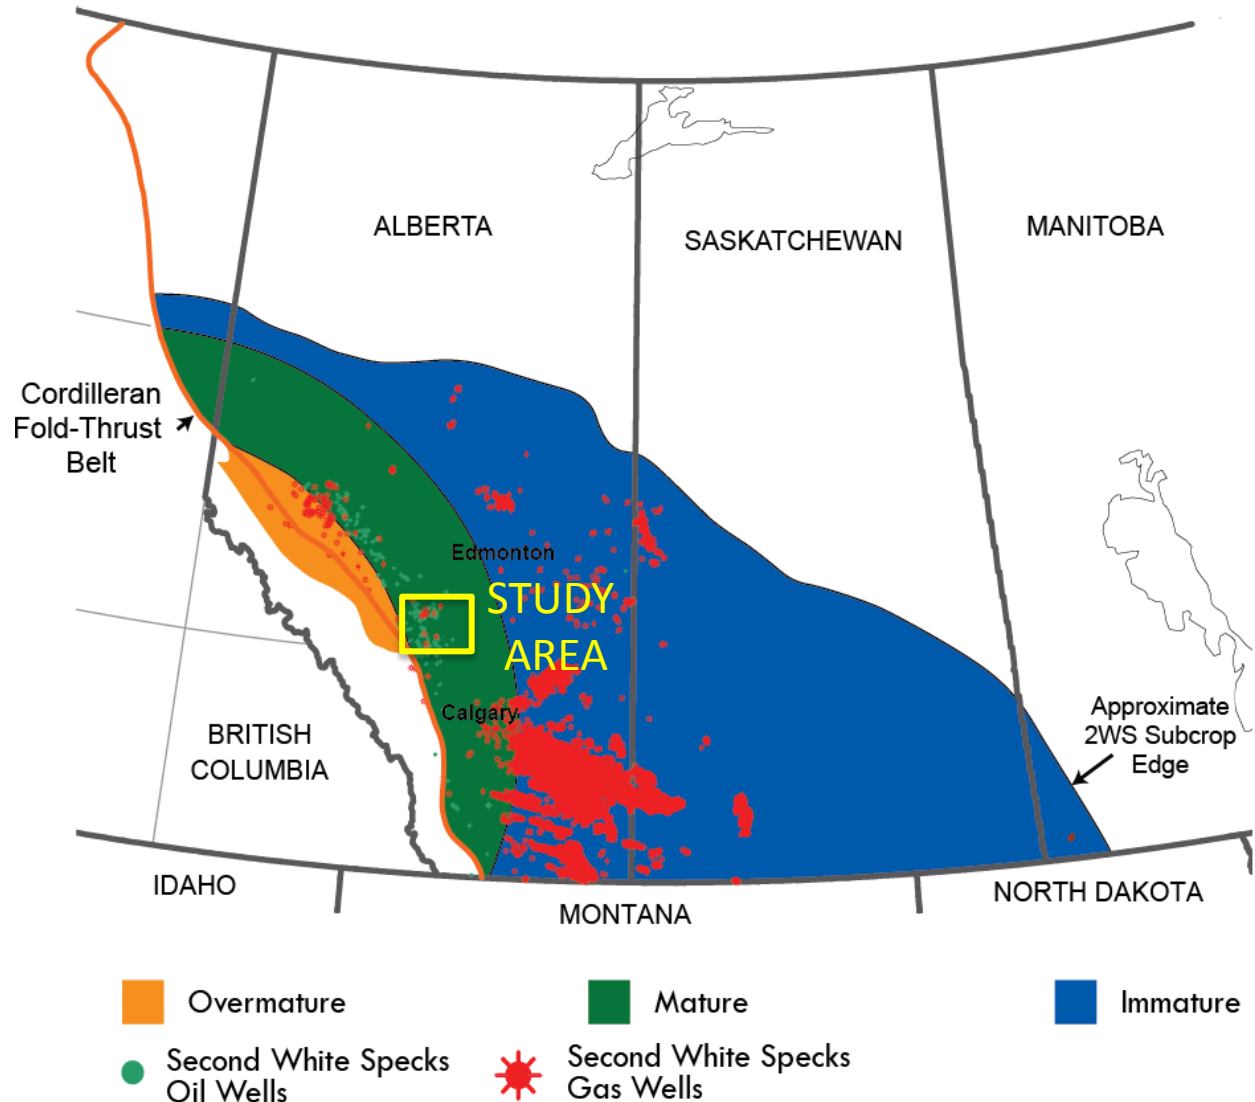 ALBERTA
SASKATCHEWAN
MANITOBA
Cordilleran
Fold-Thrust
Belt
Edmonton
STUDY
AREA
Calgary
BRITISH
COLUMBIA
Approximate
2WS Subcrop
Edge
IDAHO
MONTANA
NORTH DAKOTA
Overmature
Mature
Immature
Second White Specks
Oil Wells
Second White Specks
Gas Wells